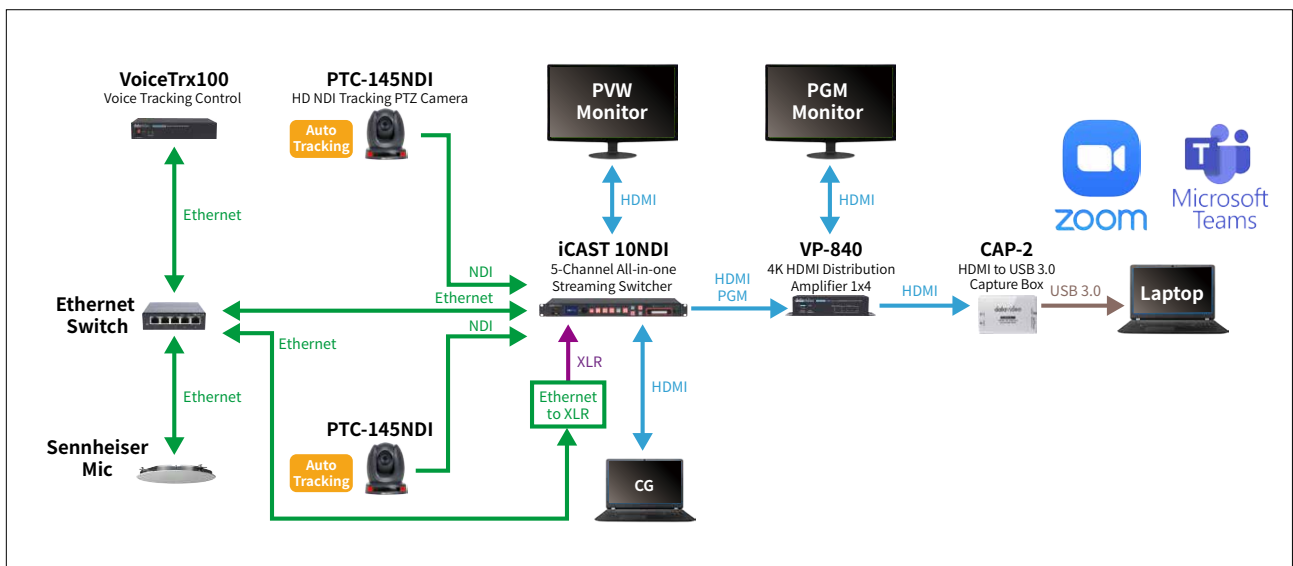 VoiceTrx100
Voice Tracking Control
PTC-145NDI
HD NDI Tracking PTZ Camera
Auto
Tracking
PVW
Monitor
PGM
Monitor
zoom
T
Microsoft
Teams
Ethernet
HDMI
HDMI
iCAST 10NDI
5-Channel All-in-one
Streaming Switcher
VP-840
4K HDMI Distribution
Amplifier 1x4
CAP-2
HDMI to USB 3.0
Capture Box
NDI
Ethernet
NDI
HDMI
PGM
HDMI
USB 3.0
Laptop
datavideo
Ethernet
Switch
Ethernet
XLR
HDMI
Ethernet
Ethernet
to XLR
PTC-145NDI
Sennheiser
Mic
Auto
Tracking
CG